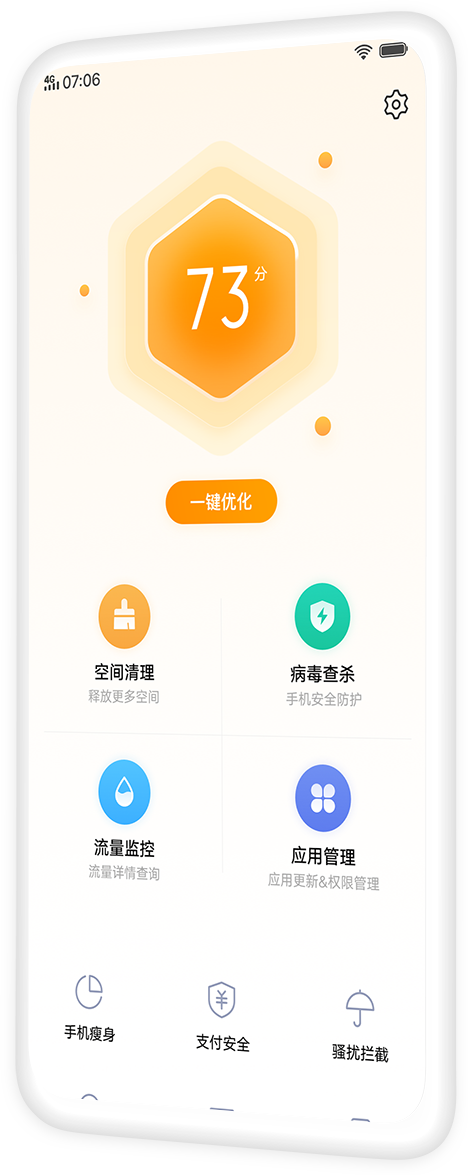 4G 07:06
73分
一键优化
空间清理
释放更多空间
病毒查杀
手机安全防护
流量监控
流量详情查询
应用管理
应用更新&权限管理
手机瘦身
支付安全
骚扰拦截